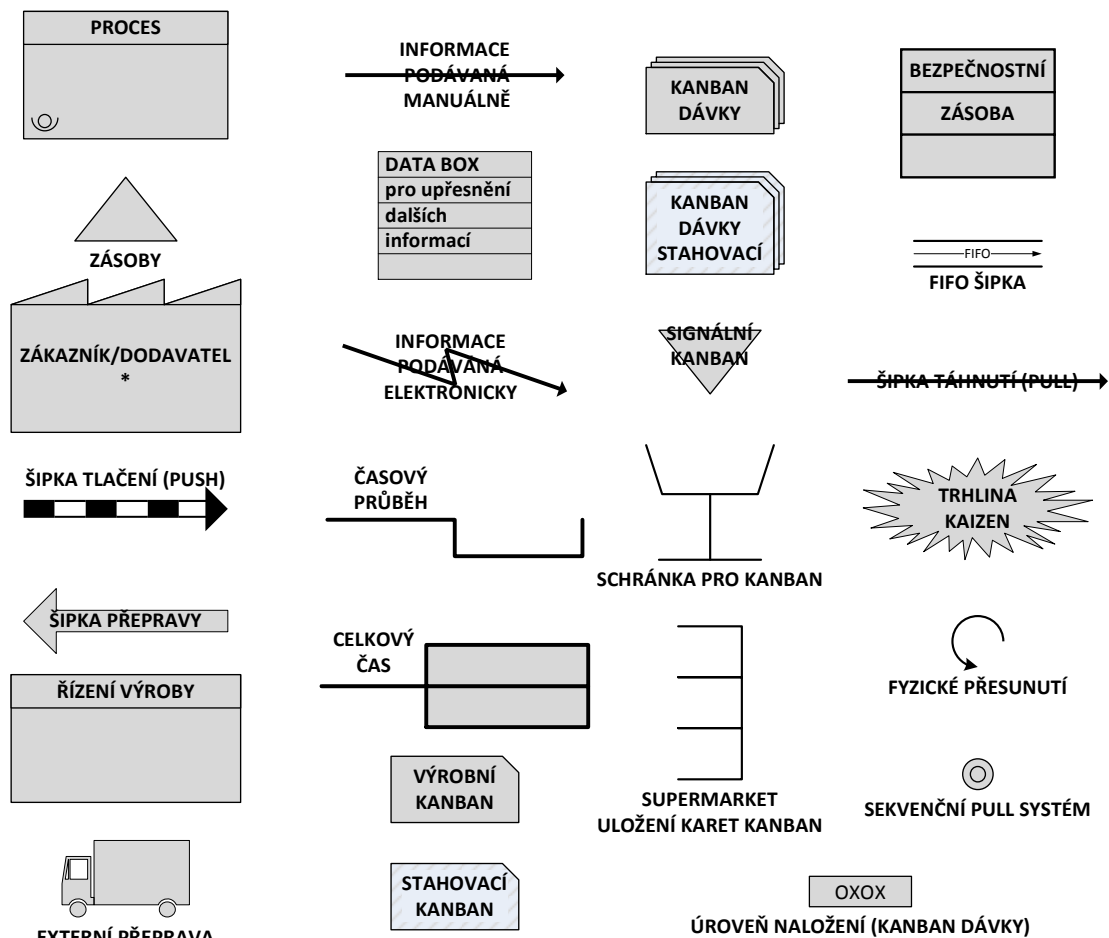 PROCES
ZÁSOBY
ZÁKAZNÍK/DODAVATEL
*
ŠIPKA TLAČENÍ (PUSH)
ŠIPKA PŘEPRAVY
ŘÍZENÍ VÝROBY
EXTERNÍ PŘEPRAVA
INFORMACE
PODÁVANÁ
MANUÁLNĚ
DATA BOX
pro upřesnění
dalších
informací
INFORMACE
PODÁVANÁ
ELEKTRONICKY
ČASOVÝ
PRŮBĚH
CELKOVÝ
ČAS
VÝROBNÍ
KANBAN
STAHOVACÍ
KANBAN
KANBAN
DÁVKY
KANBAN
DÁVKY
STAHOVACÍ
SIGNÁLNÍ
KANBAN
SCHRÁNKA PRO KANBAN
SUPERMARKET
ULOŽENÍ KARET KANBAN
BEZPEČNOSTNÍ
ZÁSOBA
FIFO
FIFO ŠIPKA
ŠIPKA TÁHNUTÍ (PULL)
TRHLINA
KAIZEN
FYZICKÉ PŘESUNUTÍ
SEKVENČNÍ PULL SYSTÉM
OXOX
ÚROVEŇ NALOŽENÍ (KANBAN DÁVKY)